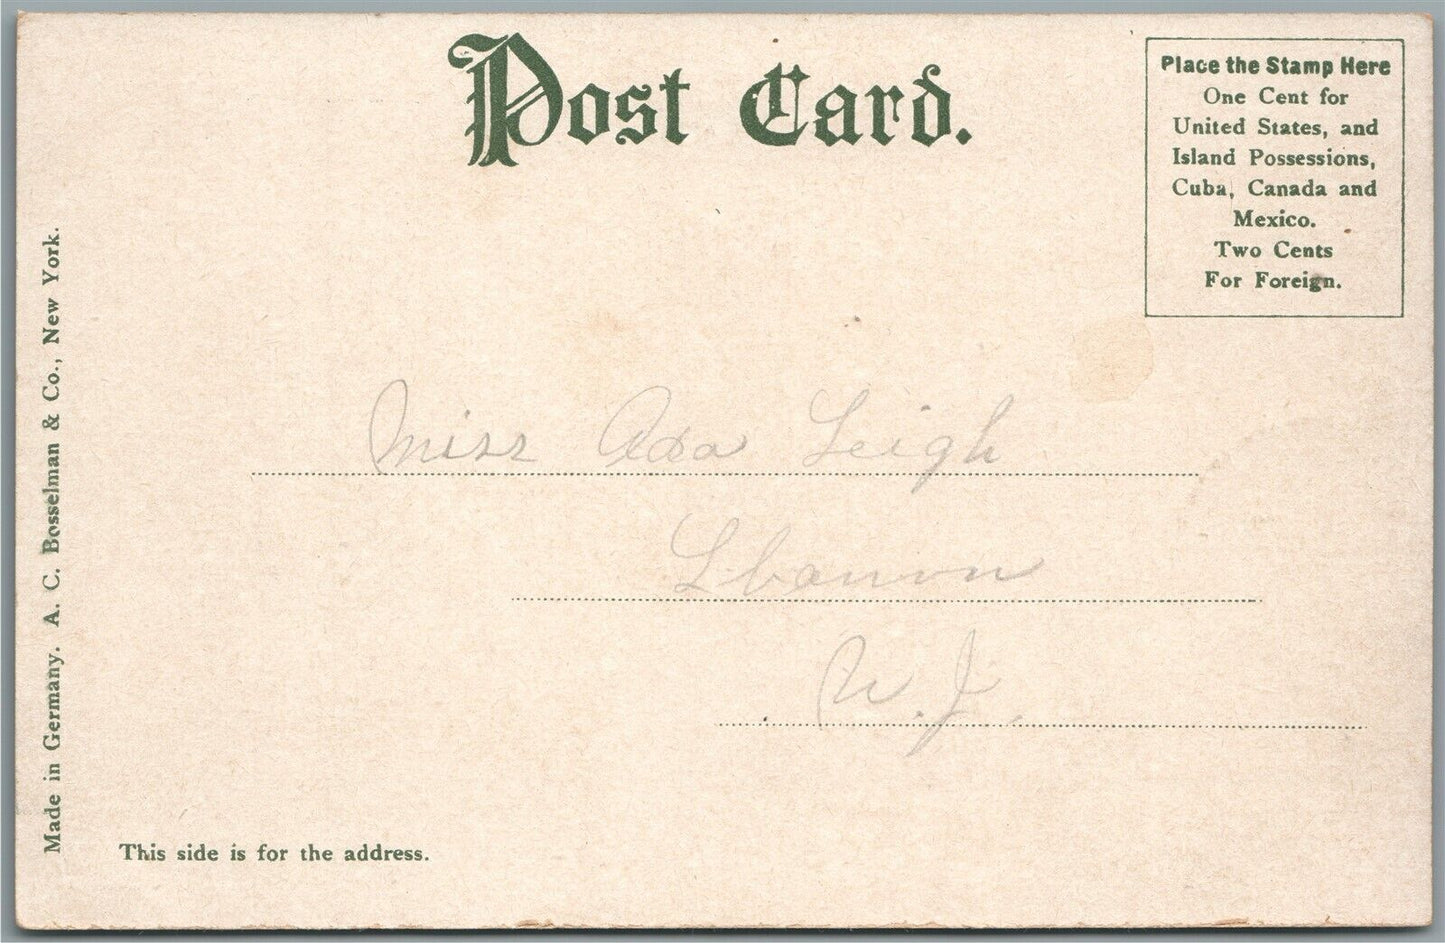 Post Card.
Place the Stamp Here
One Cent for
United States, and
Island Possessions,
Cuba, Canada and
Mexico.
Two Cents
For Foreign.
Miss Ada Leigh
Lbanon
N.J.
This side is for the address.
Made in Germany. A. C. Bosselman & Co., New York.